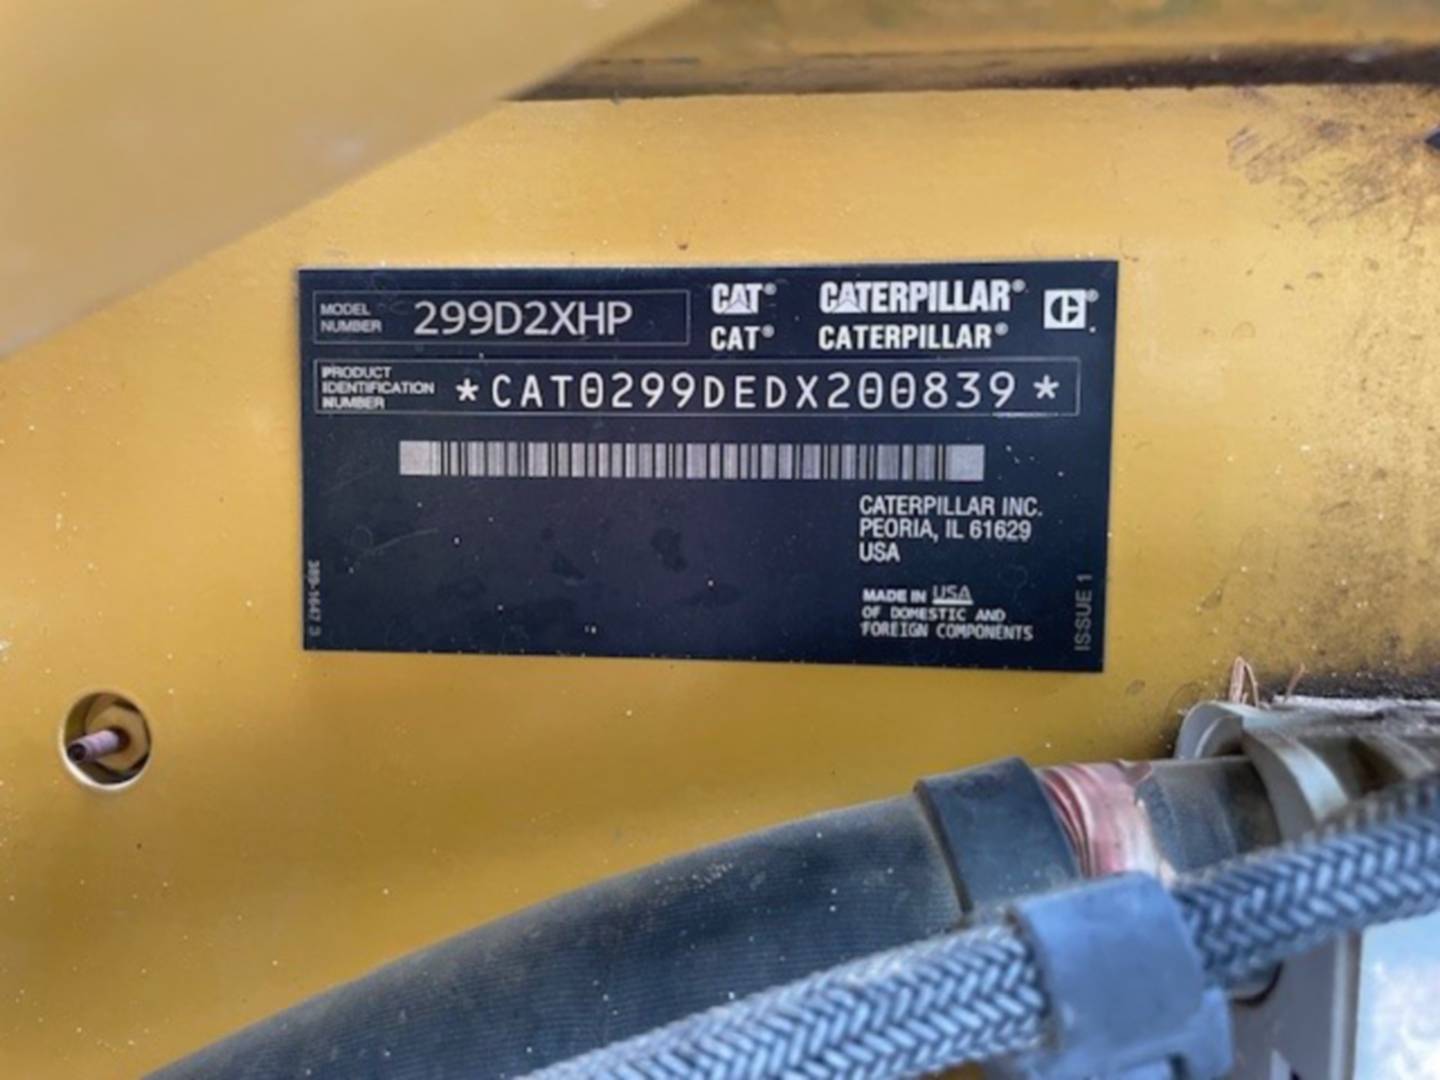 MODEL
NUMBER
299D2XHP
CAT® CATERPILLAR®
CAT® CATERPILLAR®
PRODUCT
IDENTIFICATION
NUMBER
*CAT0299DEDX200839*
CATERPILLAR INC.
PEORIA, IL 61629
USA
MADE IN USA
OF DOMESTIC AND
FOREIGN COMPONENTS
ISSUE 1